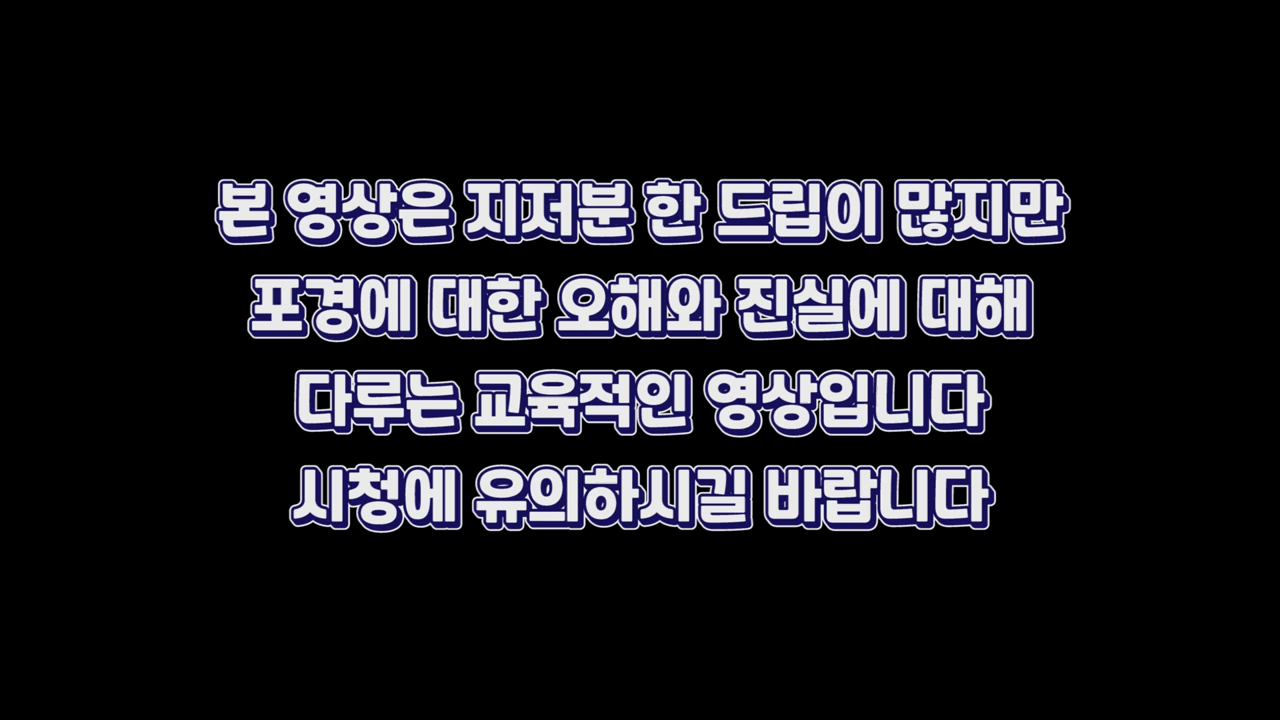 본 영상은 지저분 한 드립이 많지만
포경에 대한 오해와 진실에 대해
다루는 교육적인 영상입니다
시청에 유의하시길 바랍니다